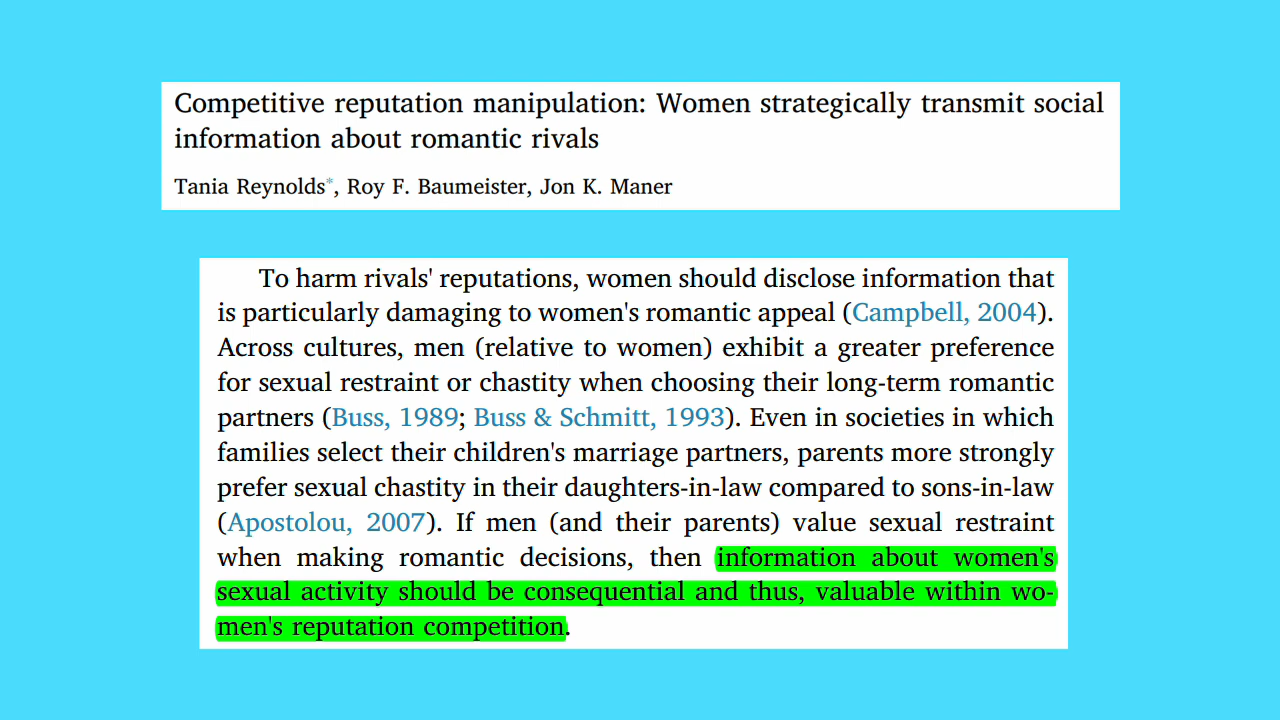 Competitive reputation manipulation: Women strategically transmit social
information about romantic rivals
Tania Reynolds*, Roy F. Baumeister, Jon K. Maner
To harm rivals' reputations, women should disclose information that
is particularly damaging to women's romantic appeal (Campbell, 2004).
Across cultures, men (relative to women) exhibit a greater preference
for sexual restraint or chastity when choosing their long-term romantic
partners (Buss, 1989; Buss & Schmitt, 1993). Even in societies in which
families select their children's marriage partners, parents more strongly
prefer sexual chastity in their daughters-in-law compared to sons-in-law
(Apostolou, 2007). If men (and their parents) value sexual restraint
when making romantic decisions, then information about women's
sexual activity should be consequential and thus, valuable within wo-
men's reputation competition.